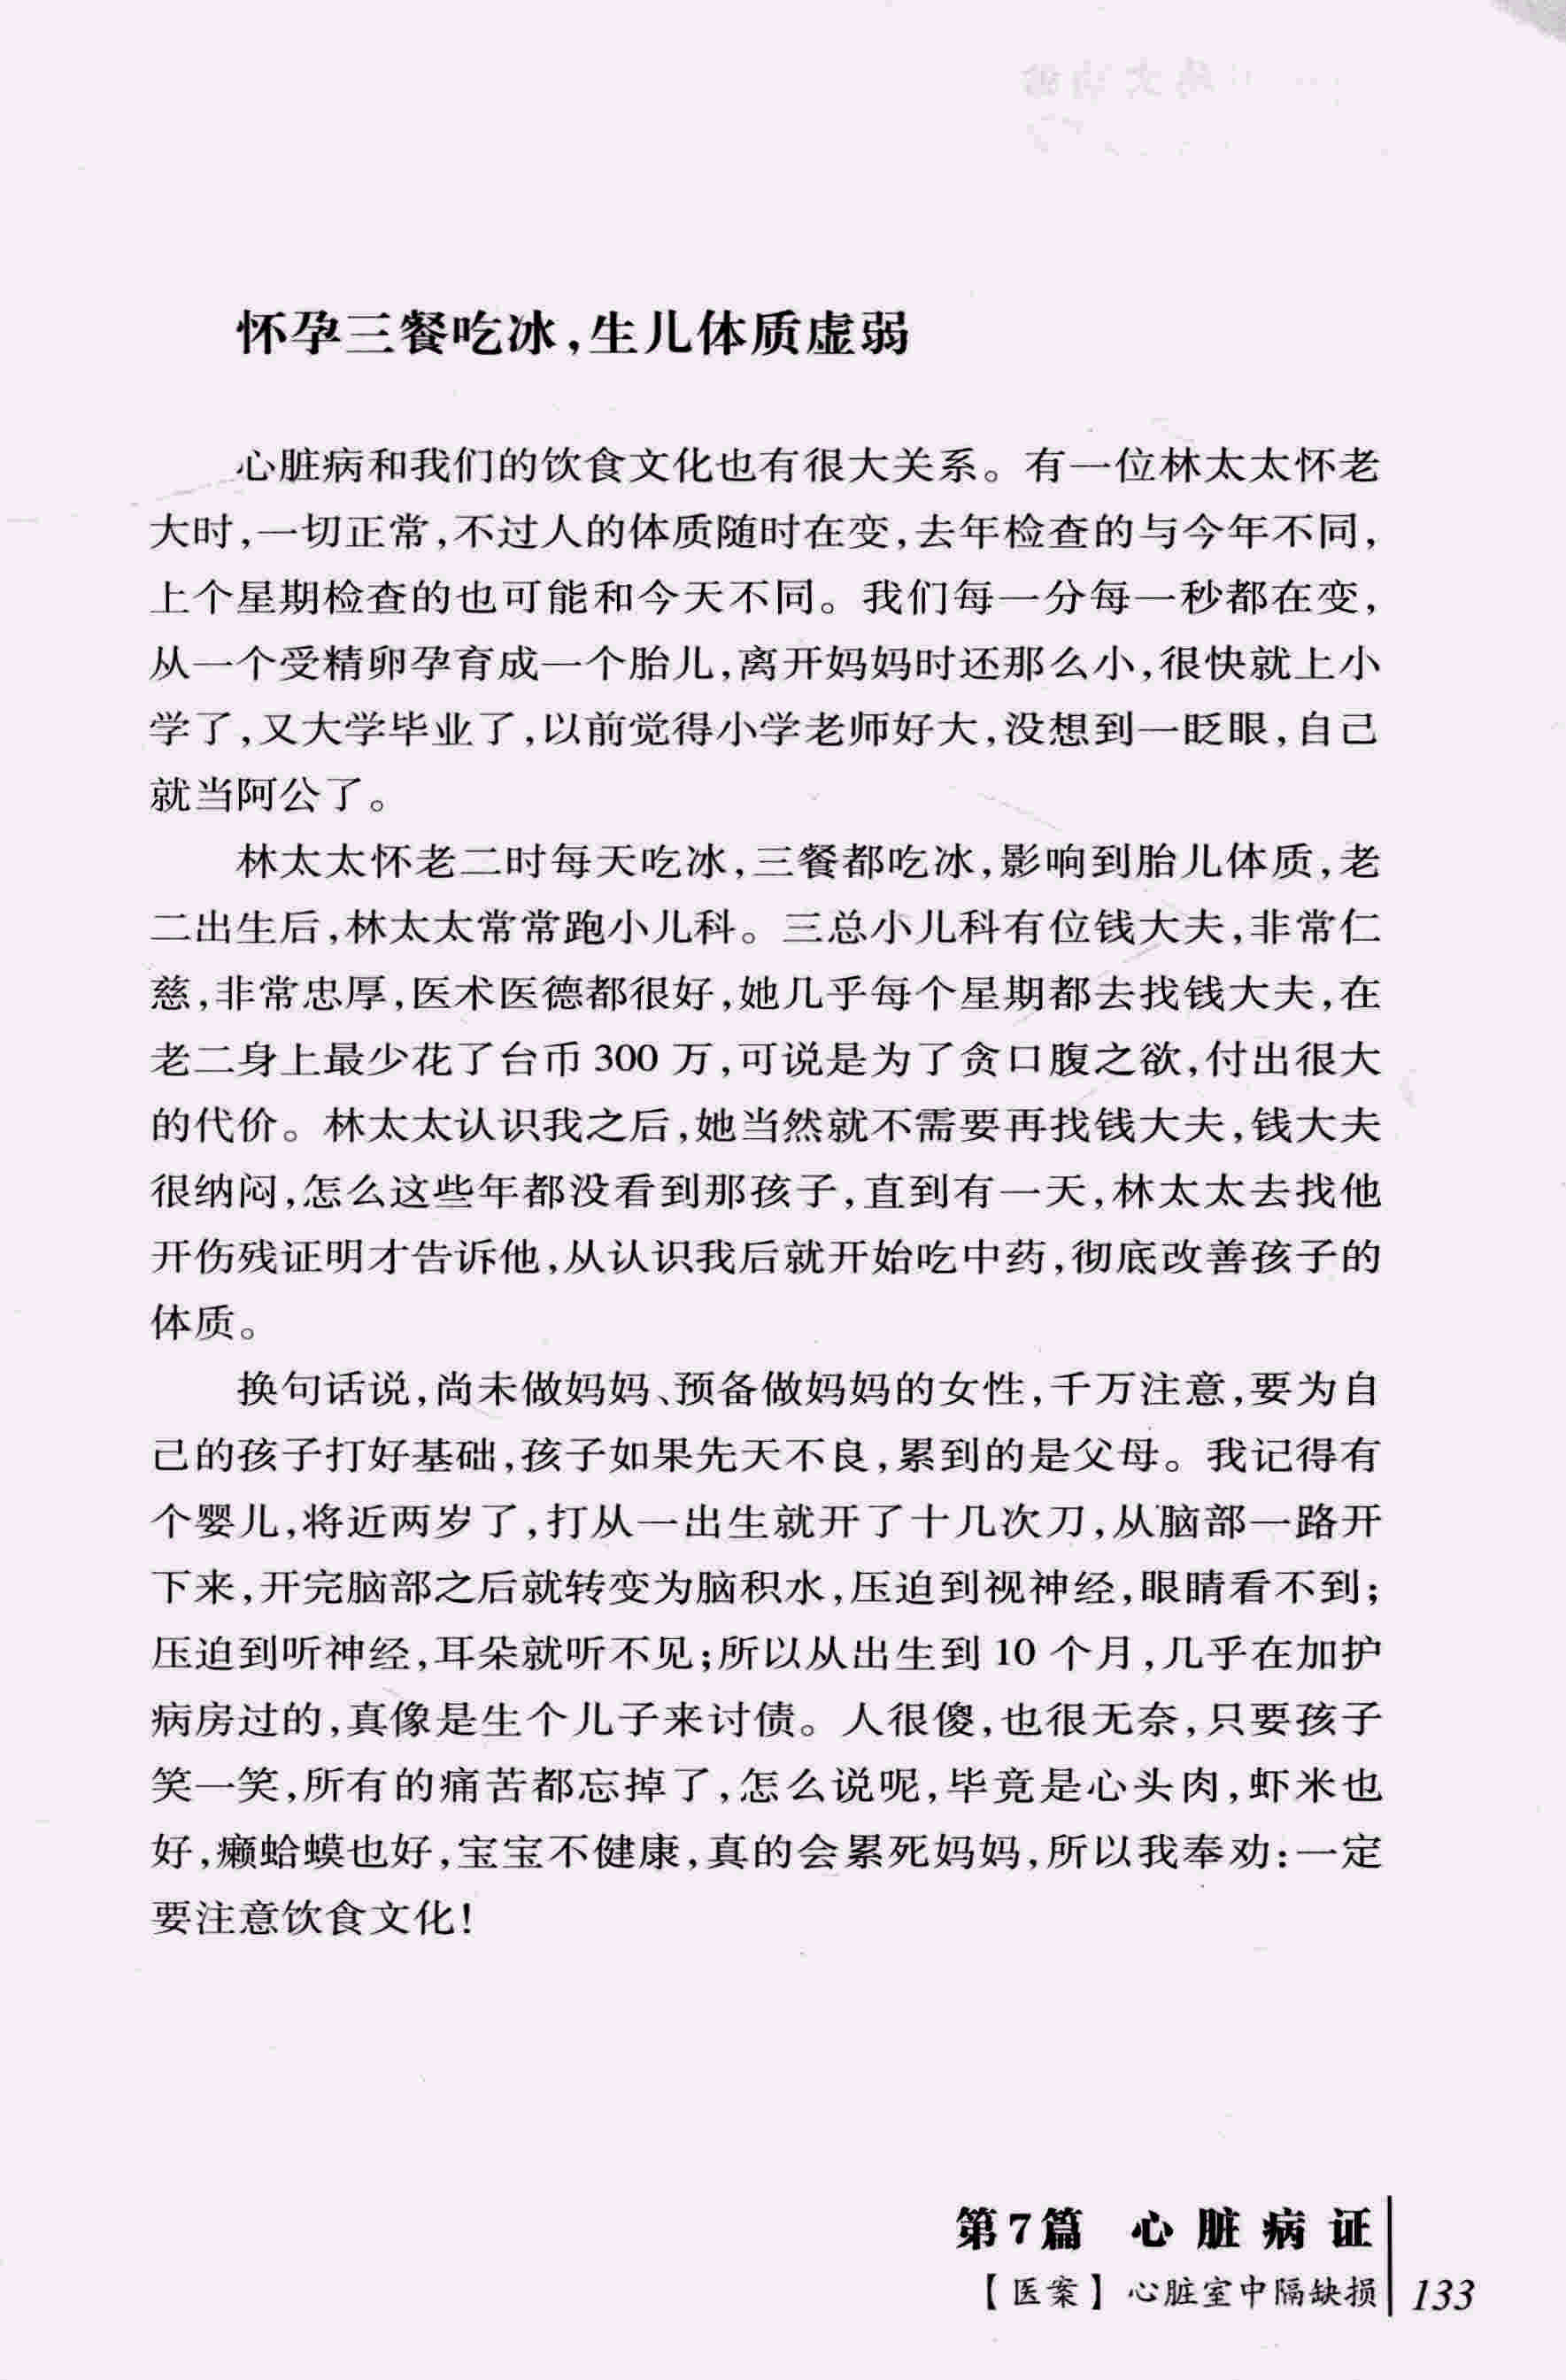 怀孕三餐吃冰,生儿体质虚弱
心脏病和我们的饮食文化也有很大关系。有一位林太太怀老
大时,一切正常,不过人的体质随时在变,去年检查的与今年不同,
上个星期检查的也可能和今天不同。我们每一分每一秒都在变,
从一个受精卵孕育成一个胎儿,离开妈妈时还那么小,很快就上小
学了,又大学毕业了,以前觉得小学老师好大,没想到一眨眼,自己
就当阿公了。
林太太怀老二时每天吃冰,三餐都吃冰,影响到胎儿体质,老
二出生后,林太太常常跑小儿科。三总小儿科有位钱大夫,非常仁
慈,非常忠厚,医术医德都很好,她几乎每个星期都去找钱大夫,在
老二身上最少花了台币 300 万,可说是为了贪口腹之欲,付出很大
的代价。林太太认识我之后,她当然就不需要再找钱大夫,钱大夫
很纳闷,怎么这些年都没看到那孩子,直到有一天,林太太去找他
开伤残证明才告诉他,从认识我后就开始吃中药,彻底改善孩子的
体质。
换句话说,尚未做妈妈、预备做妈妈的女性,千万注意,要为自
己的孩子打好基础,孩子如果先天不良,累到的是父母。我记得有
个婴儿,将近两岁了,打从一出生就开了十几次刀,从脑部一路开
下来,开完脑部之后就转变为脑积水,压迫到视神经,眼睛看不到;
压迫到听神经,耳朵就听不见;所以从出生到 10 个月,几乎在加护
病房过的,真像是生个儿子来讨债。人很傻,也很无奈,只要孩子
笑一笑,所有的痛苦都忘掉了,怎么说呢,毕竟是心头肉,虾米也
好,癞蛤蟆也好,宝宝不健康,真的会累死妈妈,所以我奉劝:一定
要注意饮食文化!
第7篇 心脏病证
【医案】心脏室中隔缺损 133